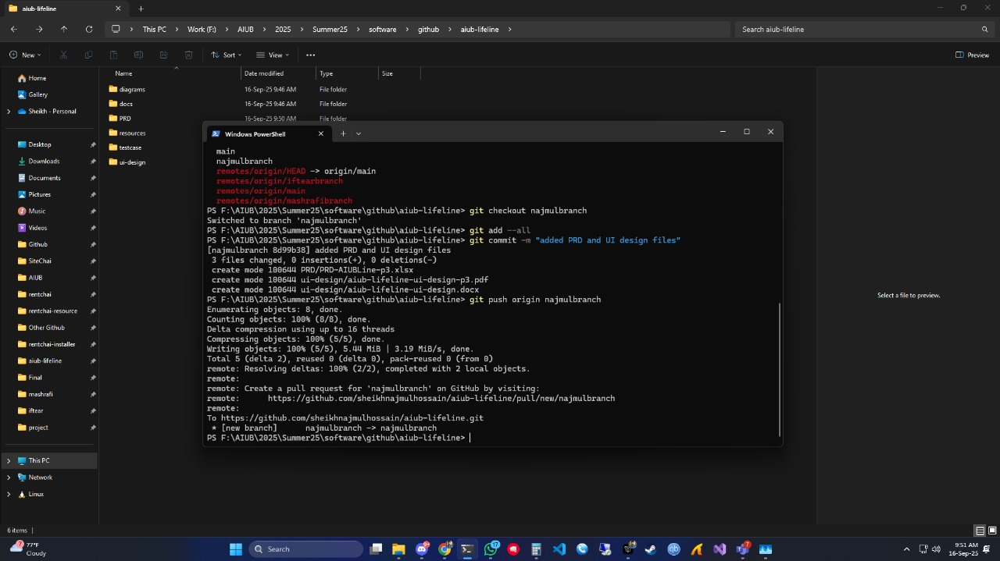 aiub-lifeline
This PC > Work (F:) > AIUB > 2025 > Summer25 > software > github > aiub-lifeline >
Search aiub-lifeline
New
Sort
View
Preview
Name
Date modified
Type
Size
Home
Gallery
Sheikh - Personal
Desktop
Downloads
Documents
Pictures
Music
Videos
Github
SiteChai
AIUB
rentchai
rentchai-resource
Other Github
rentchai-installer
aiub-lifeline
Final
mashrafi
iftear
project
This PC
Network
Linux
diagrams 16-Sep-25 9:46 AM File folder
docs 16-Sep-25 9:46 AM File folder
PRD 16-Sep-25 9:50 AM File folder
resources
testcase
ui-design
Windows PowerShell
main
najmulbranch
remotes/origin/HEAD -> origin/main
remotes/origin/iftearbranch
remotes/origin/main
remotes/origin/mashrafibranch
PS F:\AIUB\2025\Summer25\software\github\aiub-lifeline> git checkout najmulbranch
Switched to branch 'najmulbranch'
PS F:\AIUB\2025\Summer25\software\github\aiub-lifeline> git add --all
PS F:\AIUB\2025\Summer25\software\github\aiub-lifeline> git commit -m "added PRD and UI design files"
[najmulbranch 8d99b38] added PRD and UI design files
3 files changed, 0 insertions(+), 0 deletions(-)
create mode 100644 PRD/PRD-AIUBLine-p3.xlsx
create mode 100644 ui-design/aiub-lifeline-ui-design-p3.pdf
create mode 100644 ui-design/aiub-lifeline-ui-design.docx
PS F:\AIUB\2025\Summer25\software\github\aiub-lifeline> git push origin najmulbranch
Enumerating objects: 8, done.
Counting objects: 100% (8/8), done.
Delta compression using up to 16 threads
Compressing objects: 100% (5/5), done.
Writing objects: 100% (5/5), 5.44 MiB | 3.19 MiB/s, done.
Total 5 (delta 2), reused 0 (delta 0), pack-reused 0 (from 0)
remote: Resolving deltas: 100% (2/2), completed with 2 local objects.
remote:
remote: Create a pull request for 'najmulbranch' on GitHub by visiting:
remote: https://github.com/sheikhnajmulhossain/aiub-lifeline/pull/new/najmulbranch
remote:
To https://github.com/sheikhnajmulhossain/aiub-lifeline.git
* [new branch] najmulbranch -> najmulbranch
PS F:\AIUB\2025\Summer25\software\github\aiub-lifeline>
Select a file to preview.
6 items
7
77°F
Cloudy
Search
17
7
9:51 AM
16-Sep-25